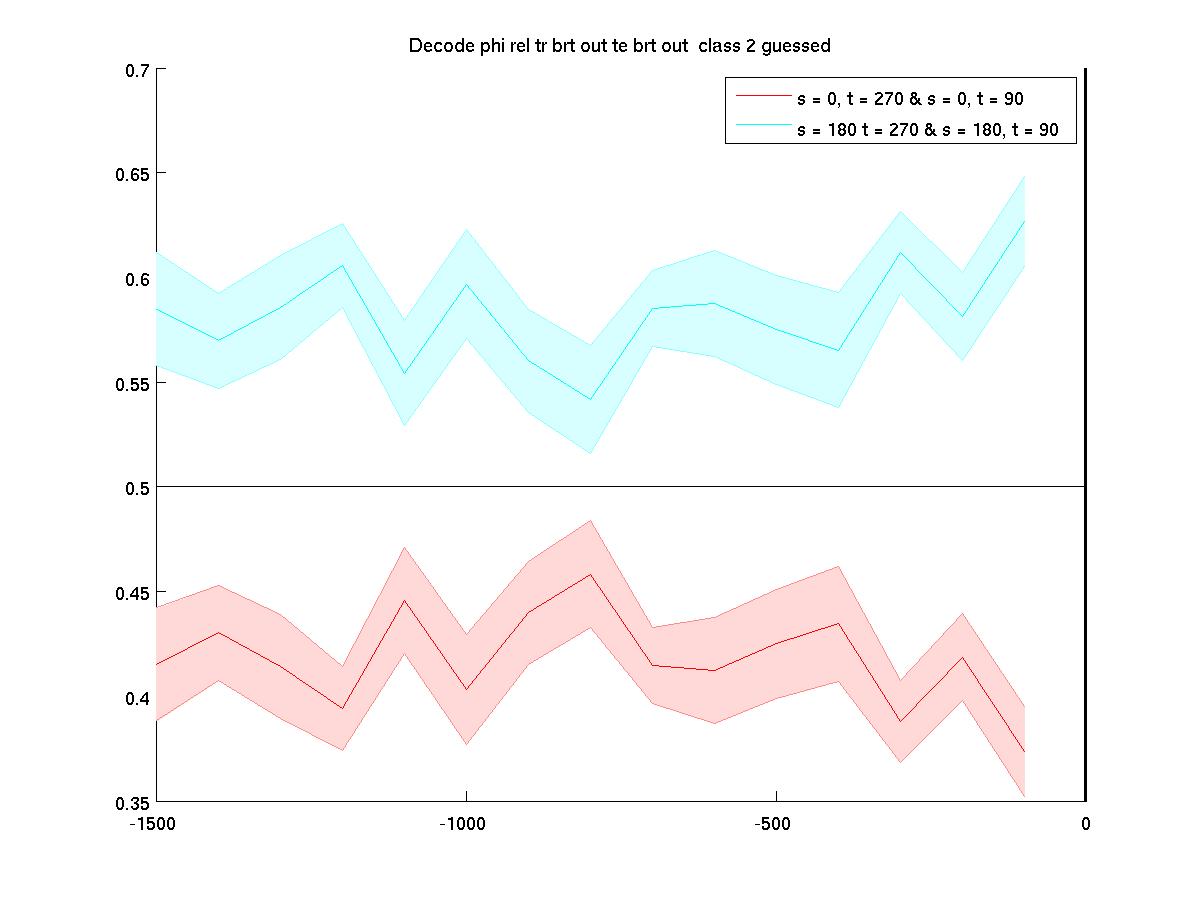 Decode phi rel tr brt out te brt out  class 2 guessed
0.7
s = 0, t = 270 & s = 0, t = 90
s = 180 t = 270 & s = 180, t = 90
0.65
0.6
0.55
0.5
0.45
0.4
0.35
-1500 -1000 -500 0